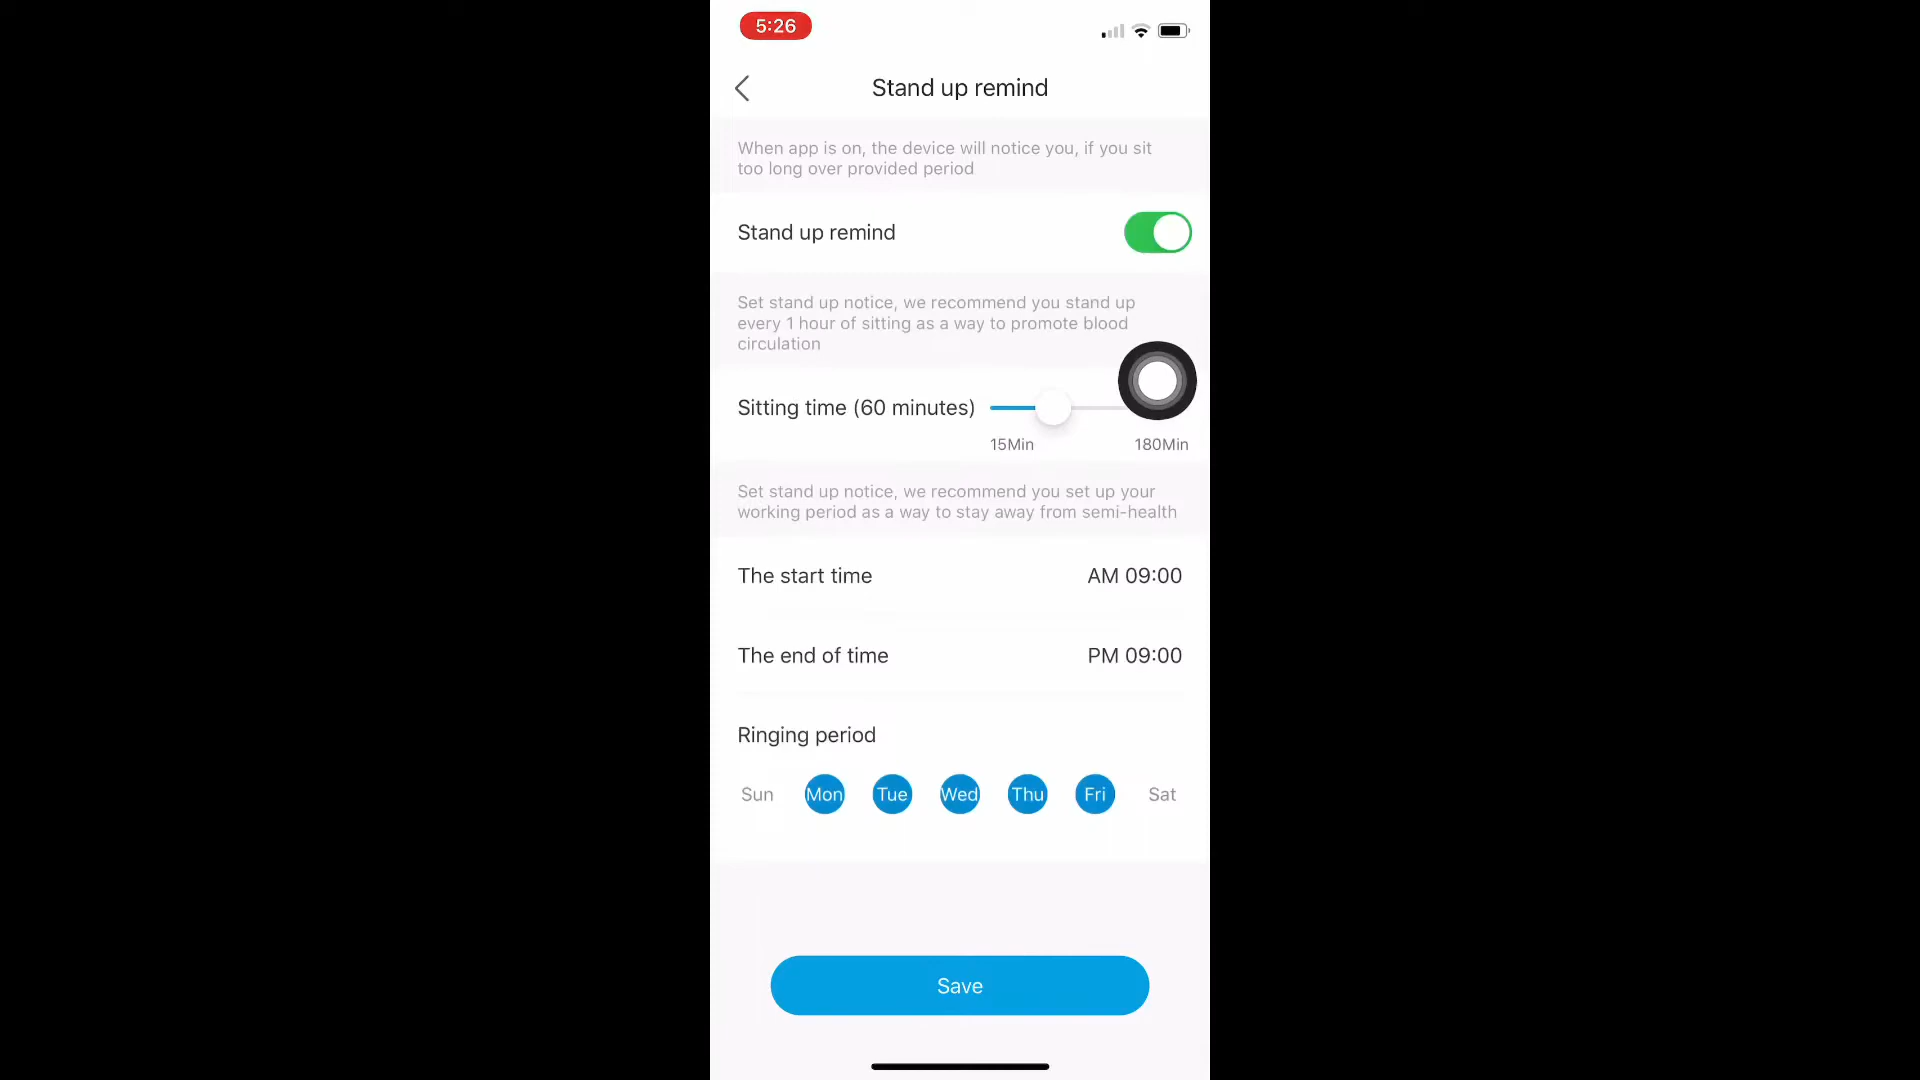 5:26
Stand up remind
When app is on, the device will notice you, if you sit
too long over provided period
Stand up remind
Set stand up notice, we recommend you stand up
every 1 hour of sitting as a way to promote blood
circulation
Sitting time (60 minutes)
15Min 180Min
Set stand up notice, we recommend you set up your
working period as a way to stay away from semi-health
The start time AM 09:00
The end of time PM 09:00
Ringing period
Sun Mon Tue Wed Thu Fri Sat
Save